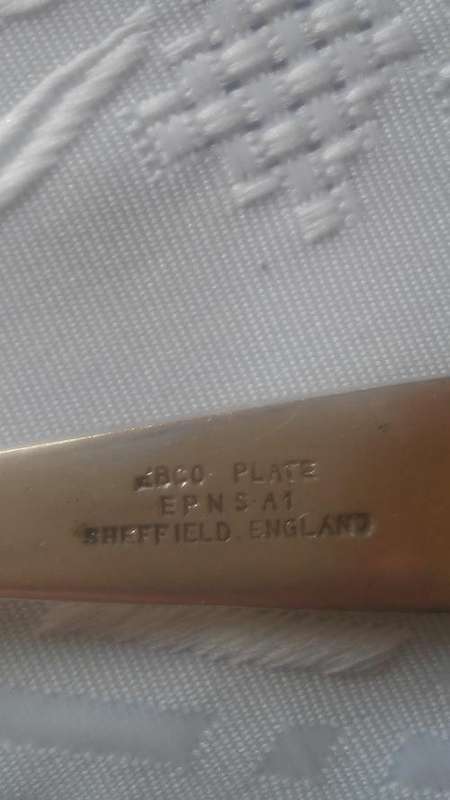 PLATE
EPNS A1
SHEFFIELD. ENGLAND